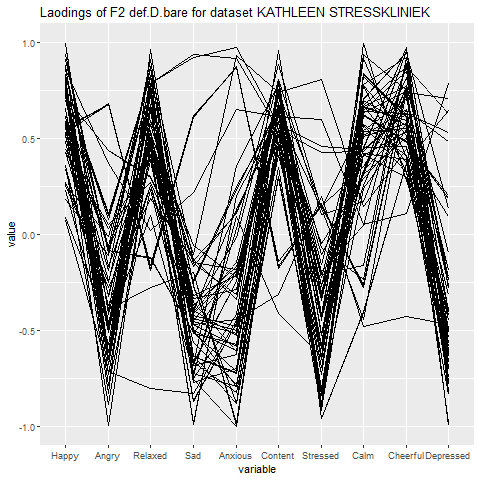 Laodings of F2 def.D.bare for dataset KATHLEEN STRESSKLINIEK
1.0
0.5
0.0
-0.5
-1.0
value
Happy Angry Relaxed Sad Anxious Content Stressed Calm Cheerful Depressed
variable